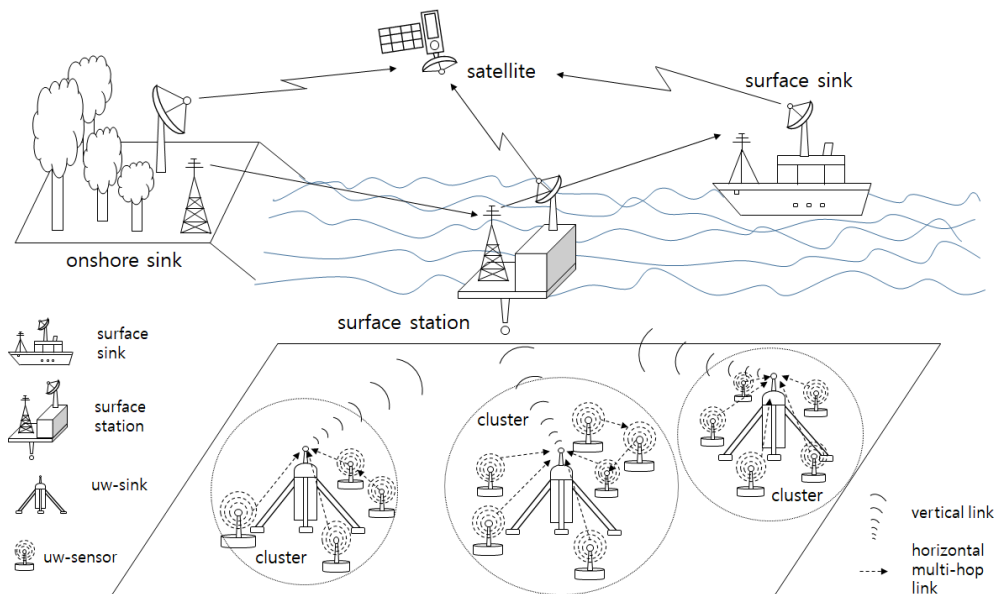 satellite
surface sink
onshore sink
surface station
surface
sink
surface
station
uw-sink
uw-sensor
cluster
cluster
cluster
vertical link
horizontal
multi-hop
link